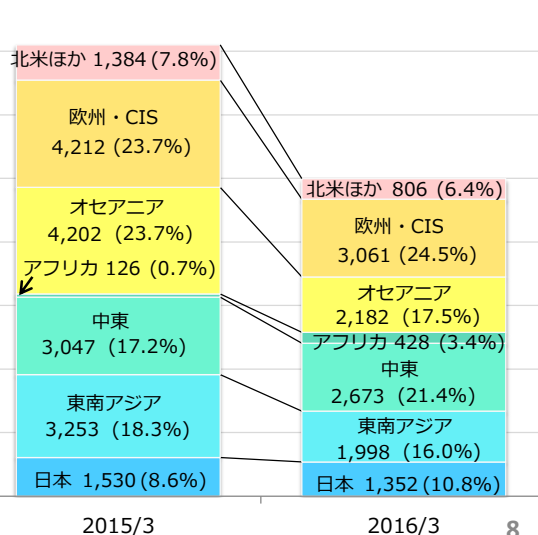 北米ほか 1,384 (7.8%)
欧州・CIS
4,212 (23.7%)
オセアニア
4,202 (23.7%)
アフリカ 126 (0.7%)
中東
3,047 (17.2%)
東南アジア
3,253 (18.3%)
日本 1,530 (8.6%)
2015/3
北米ほか 806 (6.4%)
欧州・CIS
3,061 (24.5%)
オセアニア
2,182 (17.5%)
アフリカ 428 (3.4%)
中東
2,673 (21.4%)
東南アジア
1,998 (16.0%)
日本 1,352 (10.8%)
2016/3
8